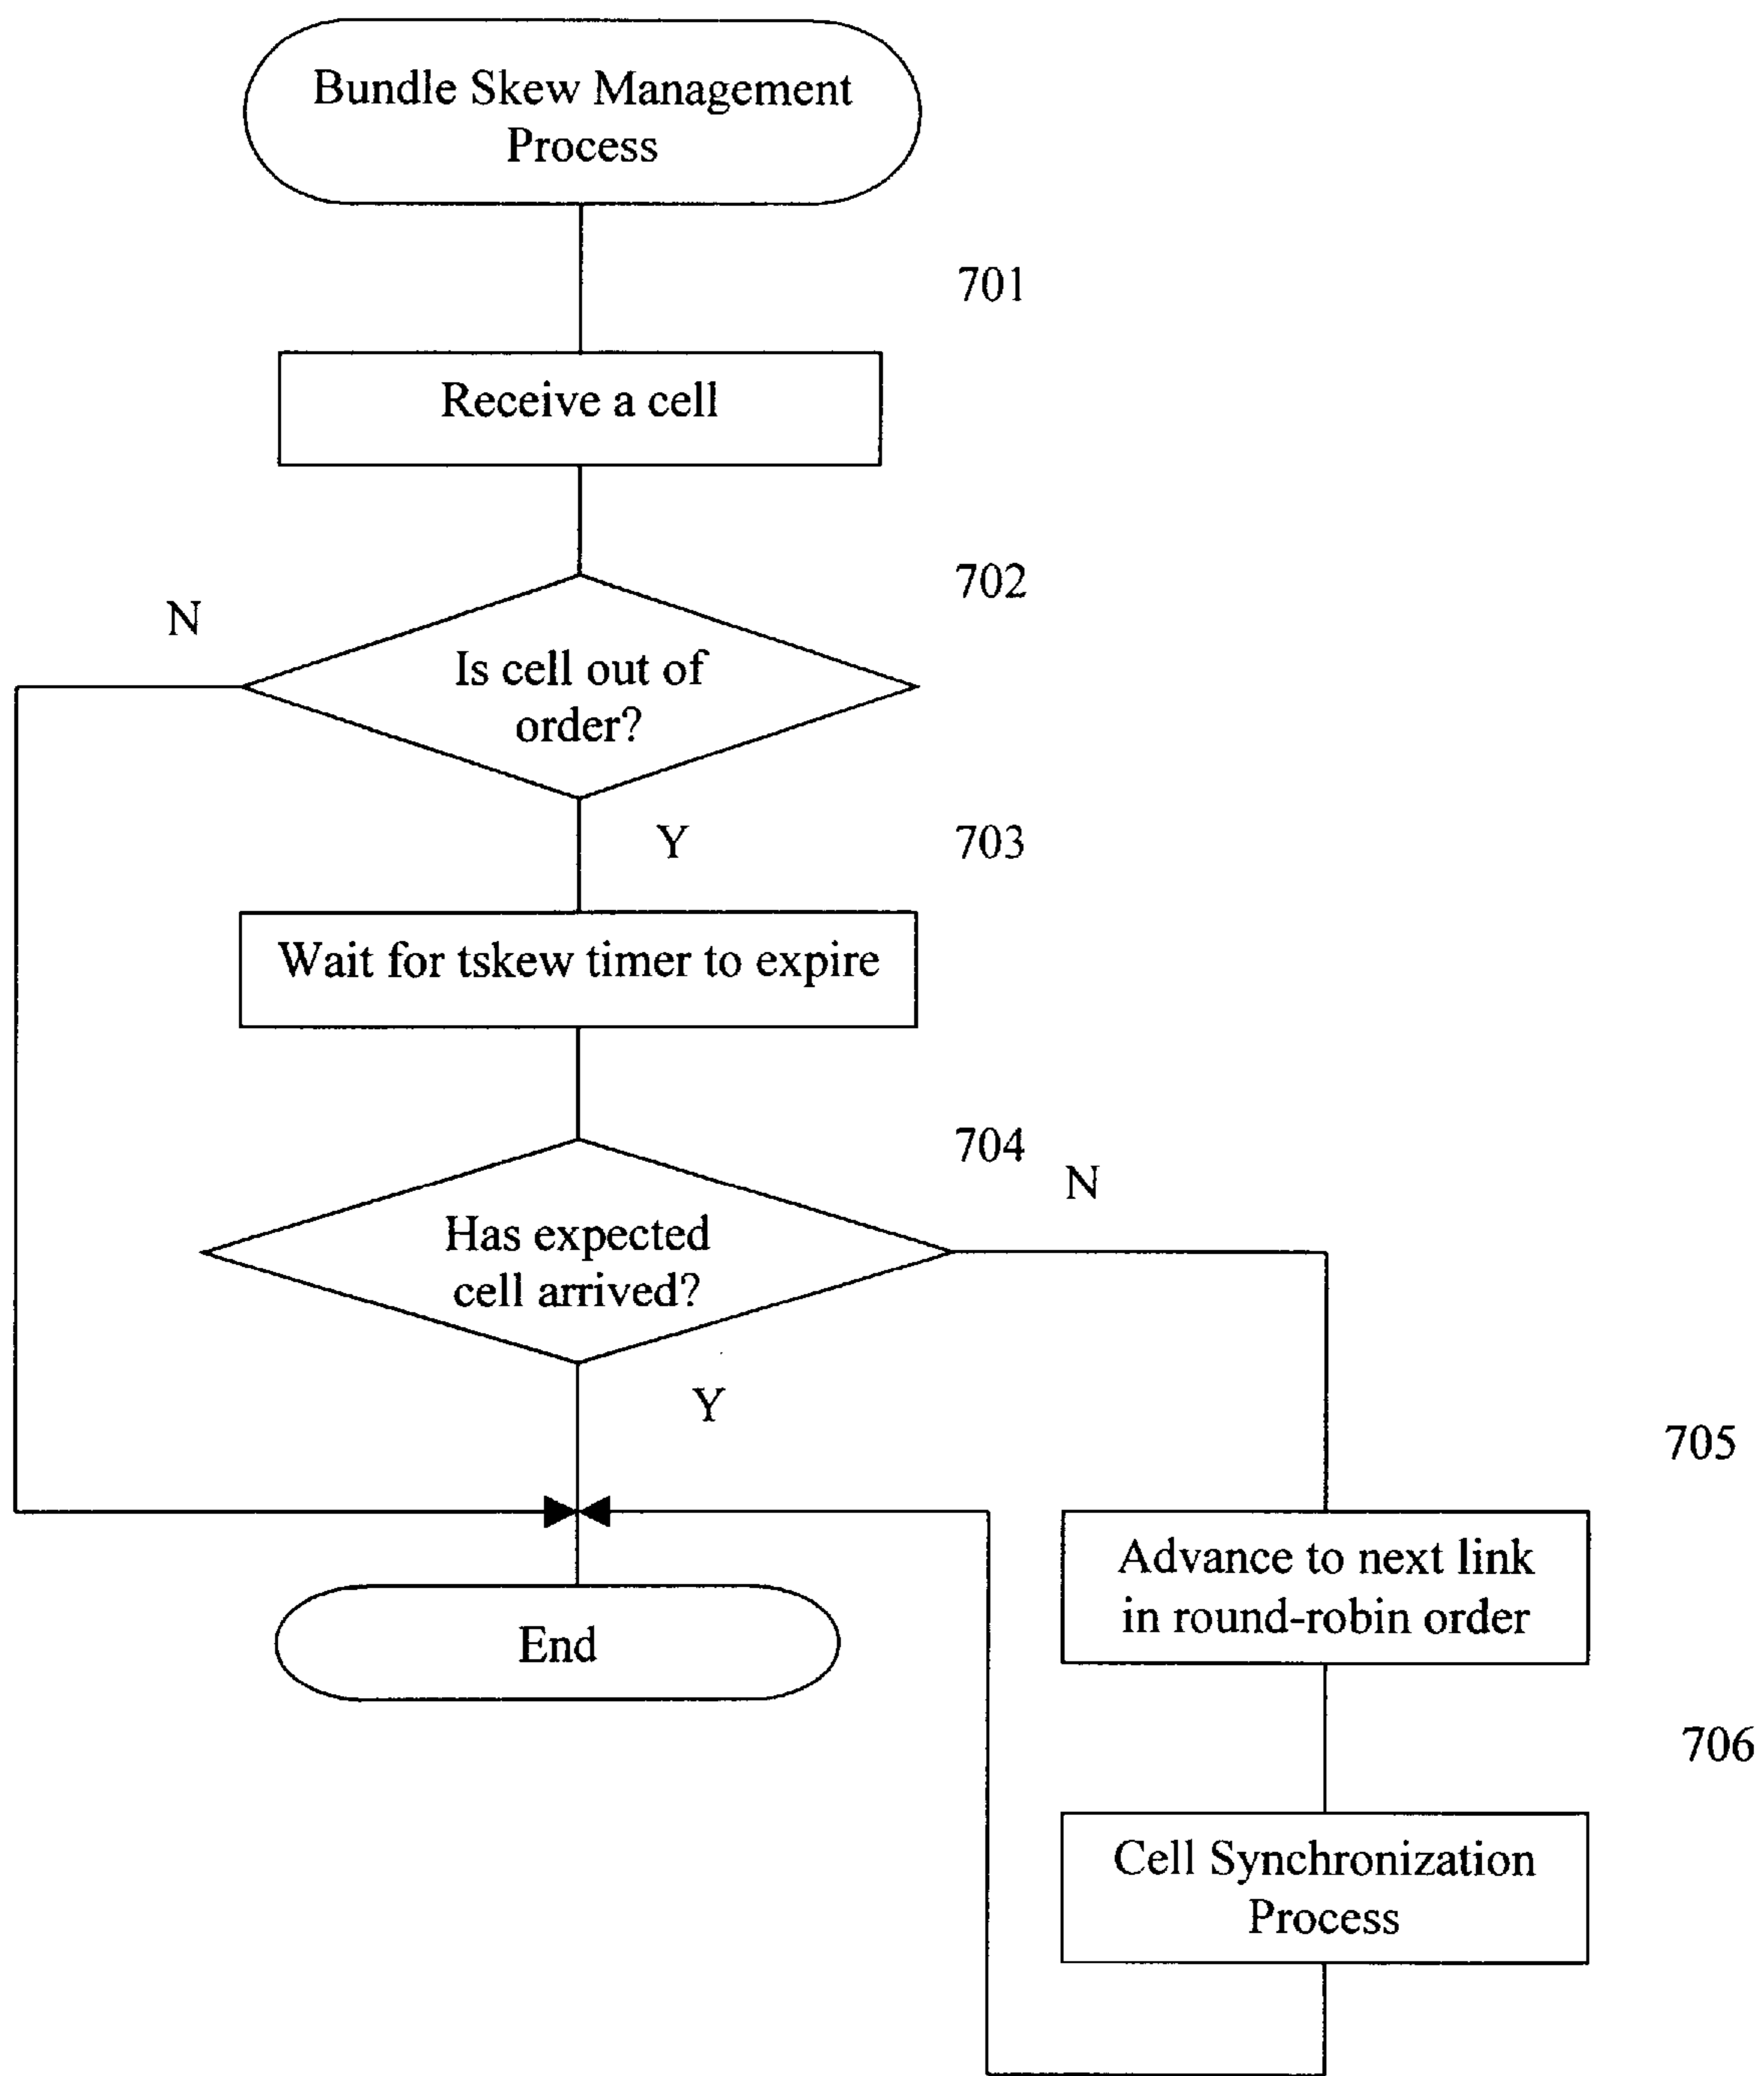 Bundle Skew Management
Process
701
Receive a cell
702
N
Is cell out of
order?
Y
703
Wait for tskew timer to expire
704
N
Has expected
cell arrived?
Y
705
Advance to next link
in round-robin order
End
706
Cell Synchronization
Process